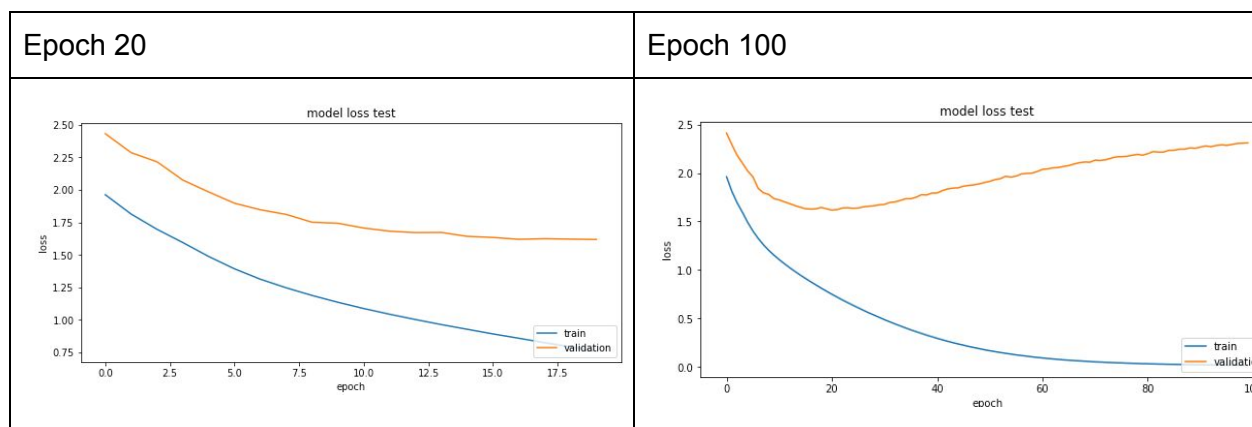 Epoch 20
Epoch 100
model loss test
2.50
2.25
2.00
1.75
1.50
1.25
1.00
0.75
loss
0.0 2.5 5.0 7.5 10.0 12.5 15.0 17.5
epoch
train
validation
model loss test
2.5
2.0
1.5
1.0
0.5
0.0
loss
0 20 40 60 80 10
epoch
train
validatio